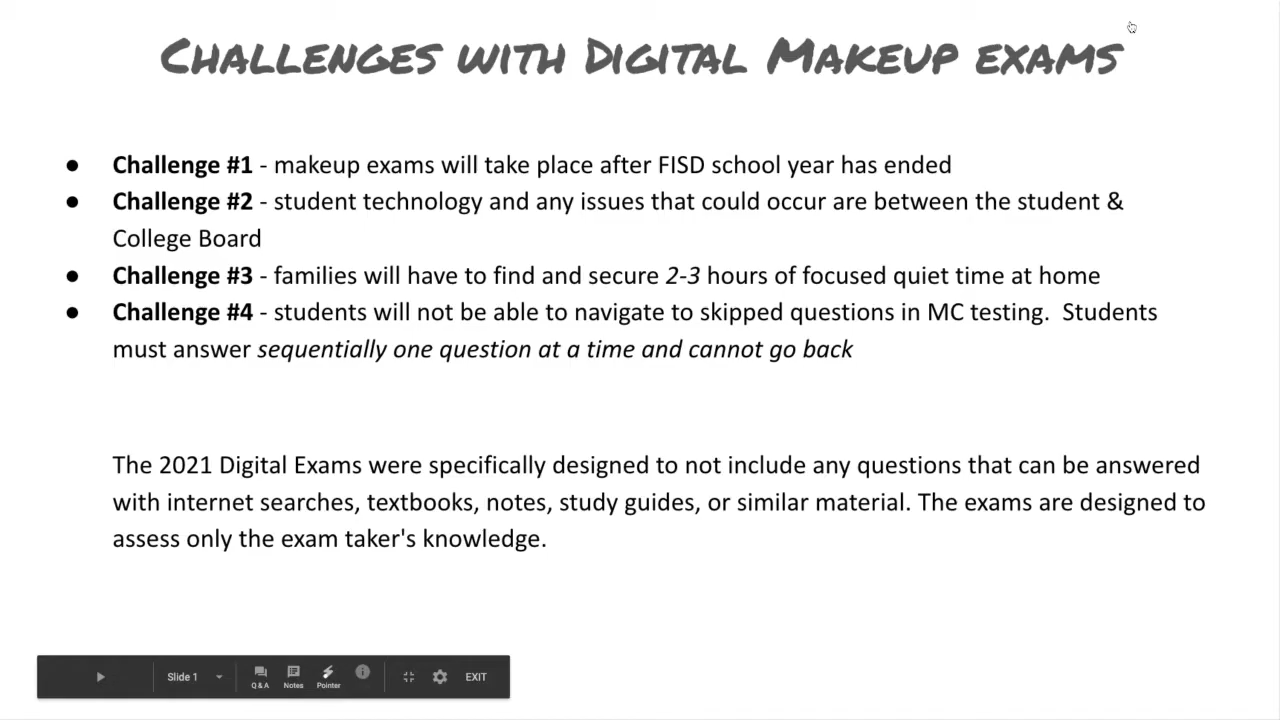 CHALLENGES WITH DIGITAL MAKEUP EXAMS
● Challenge #1 - makeup exams will take place after FISD school year has ended
● Challenge #2 - student technology and any issues that could occur are between the student &
College Board
● Challenge #3 - families will have to find and secure 2-3 hours of focused quiet time at home
● Challenge #4 - students will not be able to navigate to skipped questions in MC testing.  Students
must answer sequentially one question at a time and cannot go back
The 2021 Digital Exams were specifically designed to not include any questions that can be answered
with internet searches, textbooks, notes, study guides, or similar material. The exams are designed to
assess only the exam taker's knowledge.
Slide 1
Q & A
Notes
Pointer
EXIT